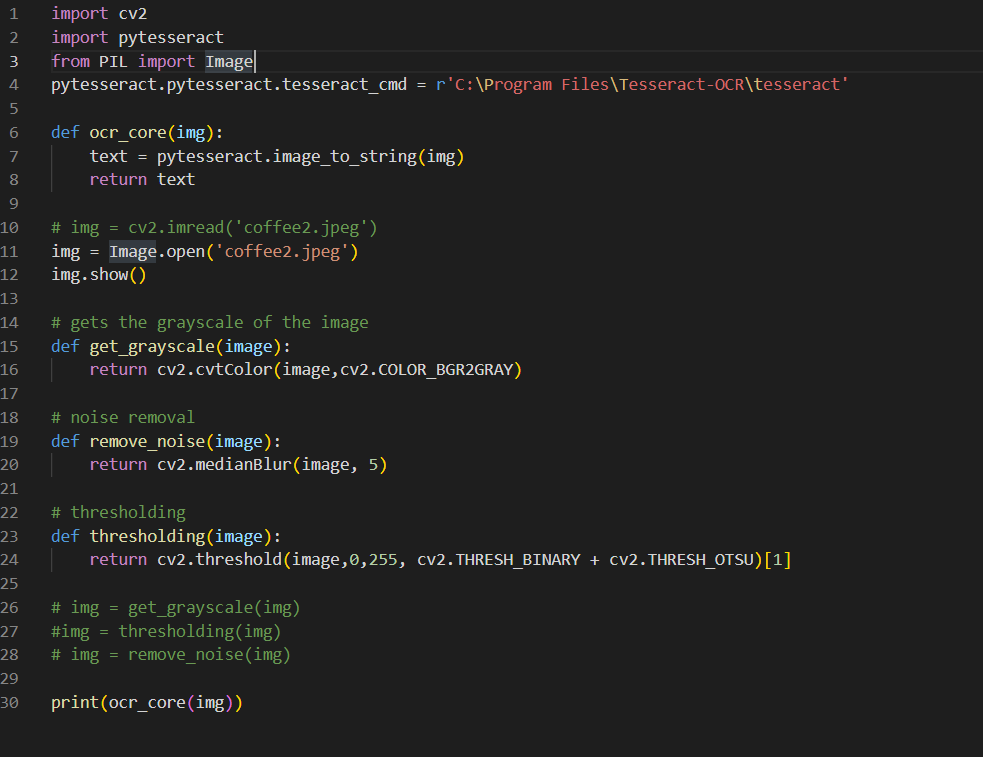 1 import cv2
2 import pytesseract
3 from PIL import Image
4 pytesseract.pytesseract.tesseract_cmd = r'C:\Program Files\Tesseract-OCR\tesseract'
5
6 def ocr_core(img):
7     text = pytesseract.image_to_string(img)
8     return text
9
10 # img = cv2.imread('coffee2.jpeg')
11 img = Image.open('coffee2.jpeg')
12 img.show()
13
14 # gets the grayscale of the image
15 def get_grayscale(image):
16     return cv2.cvtColor(image,cv2.COLOR_BGR2GRAY)
17
18 # noise removal
19 def remove_noise(image):
20     return cv2.medianBlur(image, 5)
21
22 # thresholding
23 def thresholding(image):
24     return cv2.threshold(image,0,255, cv2.THRESH_BINARY + cv2.THRESH_OTSU)[1]
25
26 # img = get_grayscale(img)
27 #img = thresholding(img)
28 # img = remove_noise(img)
29
30 print(ocr_core(img))